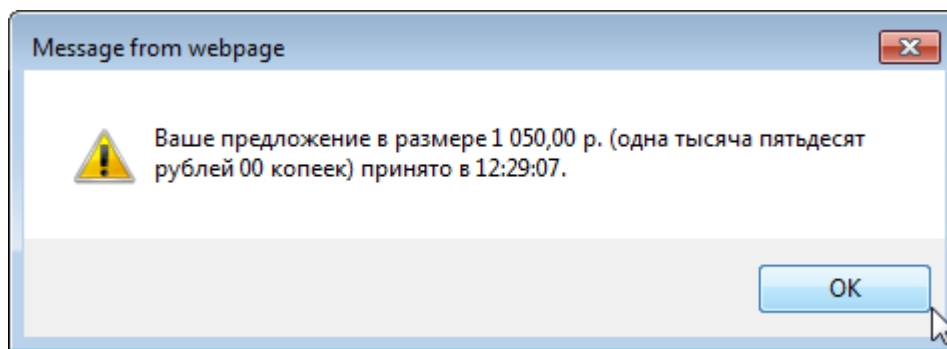 Message from webpage
Ваше предложение в размере 1 050,00 р. (одна тысяча пятьдесят
рублей 00 копеек) принято в 12:29:07.
OK